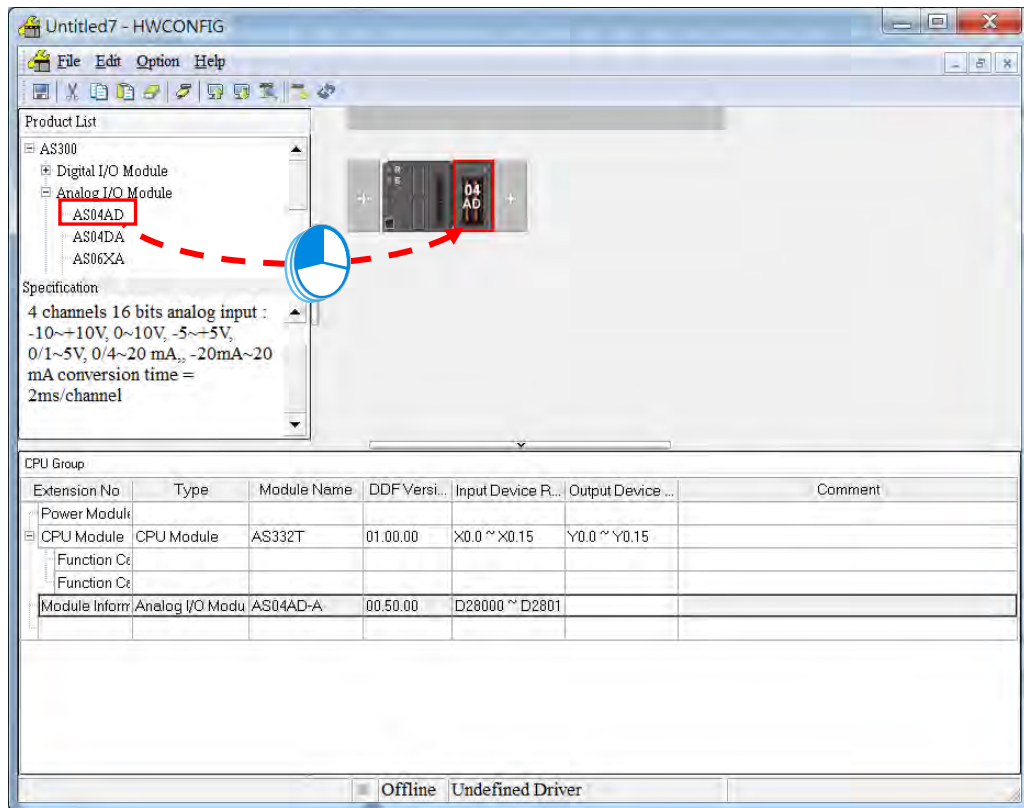 Untitled7 - HWCONFIG
File Edit Option Help
Product List
AS300
Digital I/O Module
Analog I/O Module
AS04AD
AS04DA
AS06XA
R
E
04
AD
Specification
4 channels 16 bits analog input :
-10~+10V, 0~10V, -5~+5V,
0/1~5V, 0/4~20 mA,, -20mA~20
mA conversion time =
2ms/channel
CPU Group
Extension No Type Module Name DDF Versi... Input Device R... Output Device ... Comment
Power Module
CPU Module CPU Module AS332T 01.00.00 X0.0 ~ X0.15 Y0.0 ~ Y0.15
Function Ca
Function Ca
Module Inform Analog I/O Modu AS04AD-A 00.50.00 D28000 ~ D2801
Offline Undefined Driver